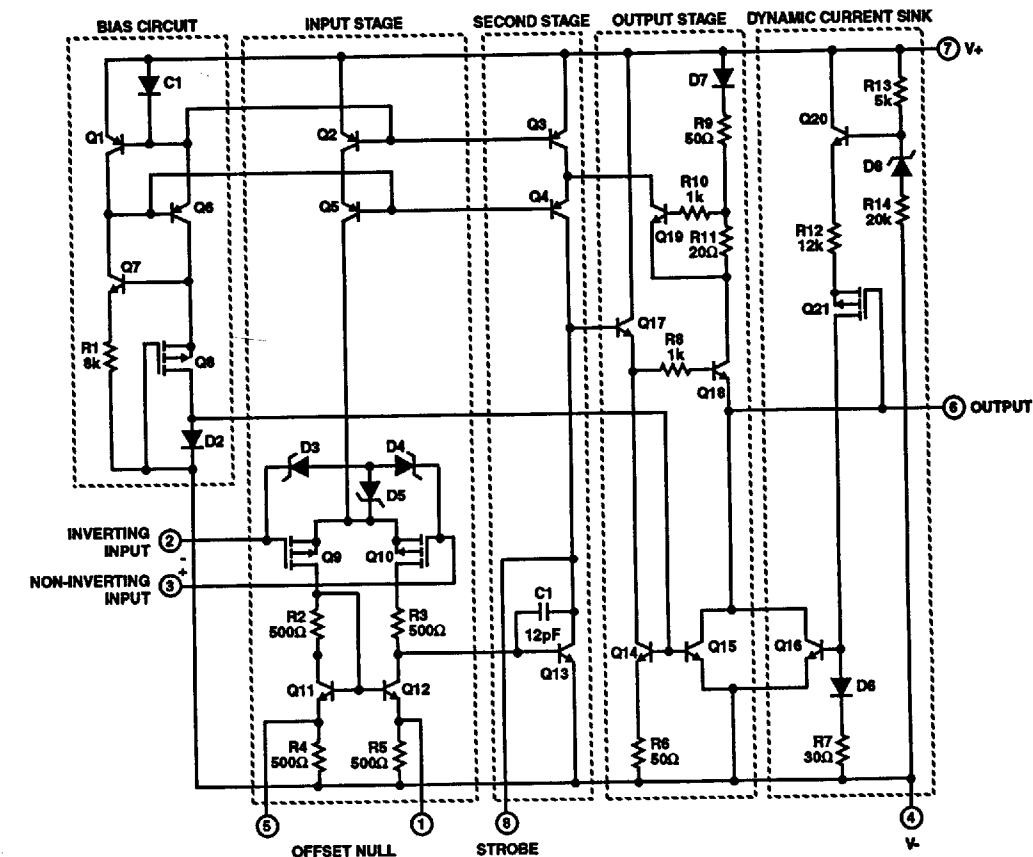 BIAS CIRCUIT
INPUT STAGE
SECOND STAGE
OUTPUT STAGE
DYNAMIC CURRENT SINK
7 V+
C1
D7
R13
5k
Q1
Q2
Q3
R9
50Ω
Q20
D8
Q6
Q5
Q4
R10
1k
Q19
R11
20Ω
R14
20k
R12
12k
Q7
Q21
Q17
R1
8k
Q8
R8
1k
Q18
6 OUTPUT
D2
D3
D4
D5
INVERTING
INPUT
2
-
Q9
Q10
NON-INVERTING
INPUT
3
+
R2
500Ω
R3
500Ω
C1
12pF
Q13
Q14
Q15
Q16
Q11
Q12
D6
R4
500Ω
R5
500Ω
R6
50Ω
R7
30Ω
5
1
8
4
OFFSET NULL
STROBE
V-